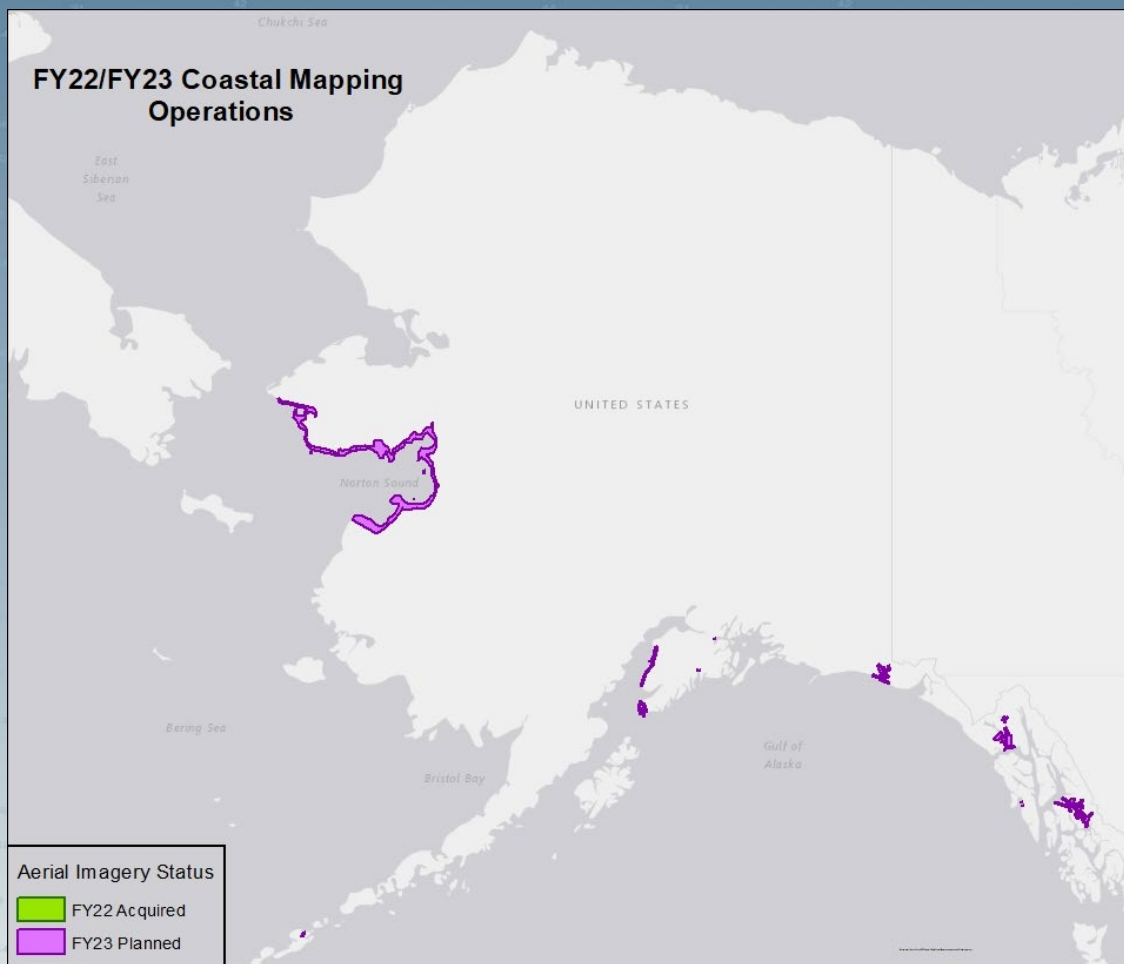 Chukchi Sea
FY22/FY23 Coastal Mapping
Operations
East
Siberian
Sea
UNITED STATES
Norton Sound
Bering Sea
Gulf of
Alaska
Bristol Bay
Aerial Imagery Status
FY22 Acquired
FY23 Planned